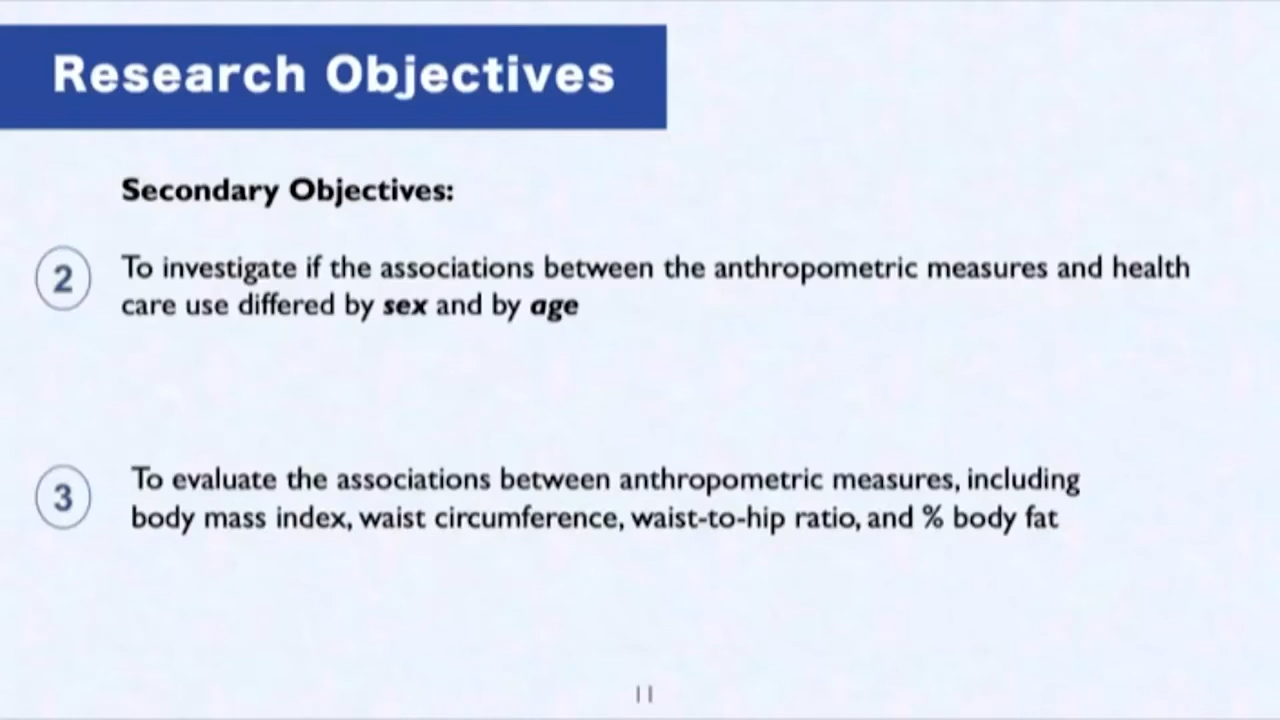 Research Objectives
Secondary Objectives:
2
To investigate if the associations between the anthropometric measures and health
care use differed by sex and by age
3
To evaluate the associations between anthropometric measures, including
body mass index, waist circumference, waist-to-hip ratio, and % body fat
11